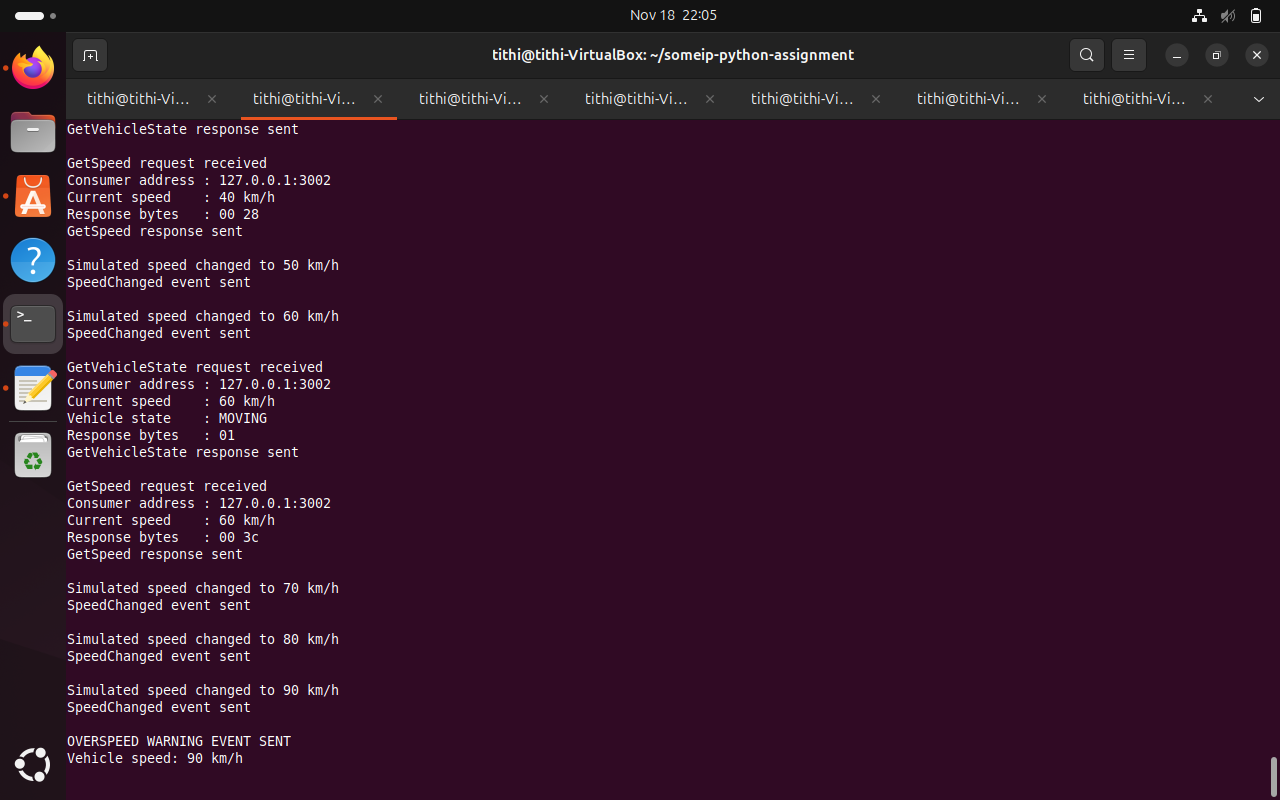 Nov 18 22:05
tithi@tithi-VirtualBox: ~/someip-python-assignment
tithi@tithi-Vi... tithi@tithi-Vi... tithi@tithi-Vi... tithi@tithi-Vi... tithi@tithi-Vi... tithi@tithi-Vi... tithi@tithi-Vi...
GetVehicleState response sent
GetSpeed request received
Consumer address : 127.0.0.1:3002
Current speed    : 40 km/h
Response bytes   : 00 28
GetSpeed response sent
Simulated speed changed to 50 km/h
SpeedChanged event sent
Simulated speed changed to 60 km/h
SpeedChanged event sent
GetVehicleState request received
Consumer address : 127.0.0.1:3002
Current speed    : 60 km/h
Vehicle state    : MOVING
Response bytes   : 01
GetVehicleState response sent
GetSpeed request received
Consumer address : 127.0.0.1:3002
Current speed    : 60 km/h
Response bytes   : 00 3c
GetSpeed response sent
Simulated speed changed to 70 km/h
SpeedChanged event sent
Simulated speed changed to 80 km/h
SpeedChanged event sent
Simulated speed changed to 90 km/h
SpeedChanged event sent
OVERSPEED WARNING EVENT SENT
Vehicle speed: 90 km/h